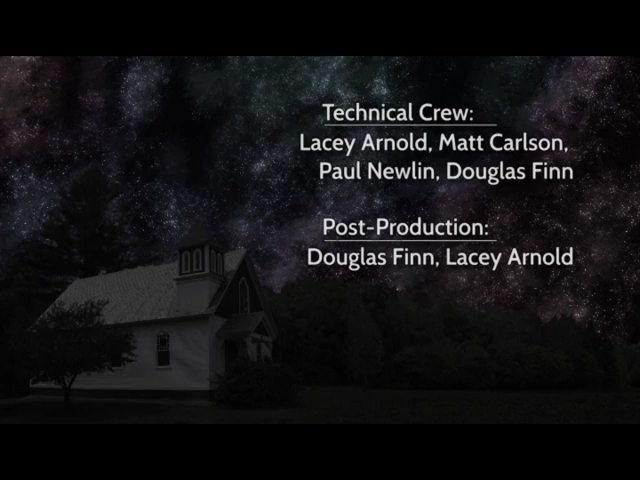 Technical Crew:
Lacey Arnold, Matt Carlson,
Paul Newlin, Douglas Finn
Post-Production:
Douglas Finn, Lacey Arnold